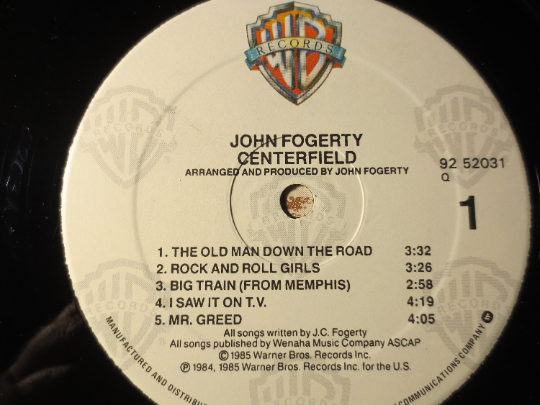 WB
RECORDS
JOHN FOGERTY
CENTERFIELD
ARRANGED AND PRODUCED BY JOHN FOGERTY
92 52031
Q
1
1. THE OLD MAN DOWN THE ROAD 3:32
2. ROCK AND ROLL GIRLS 3:26
3. BIG TRAIN (FROM MEMPHIS) 2:58
4. I SAW IT ON T.V. 4:19
5. MR. GREED 4:05
All songs written by J.C. Fogerty
All songs published by Wenaha Music Company ASCAP
©1985 Warner Bros. Records Inc.
℗ 1984, 1985 Warner Bros. Records Inc. for the U.S.
MANUFACTURED AND DISTRIBUTED
COMMUNICATIONS COMPANY